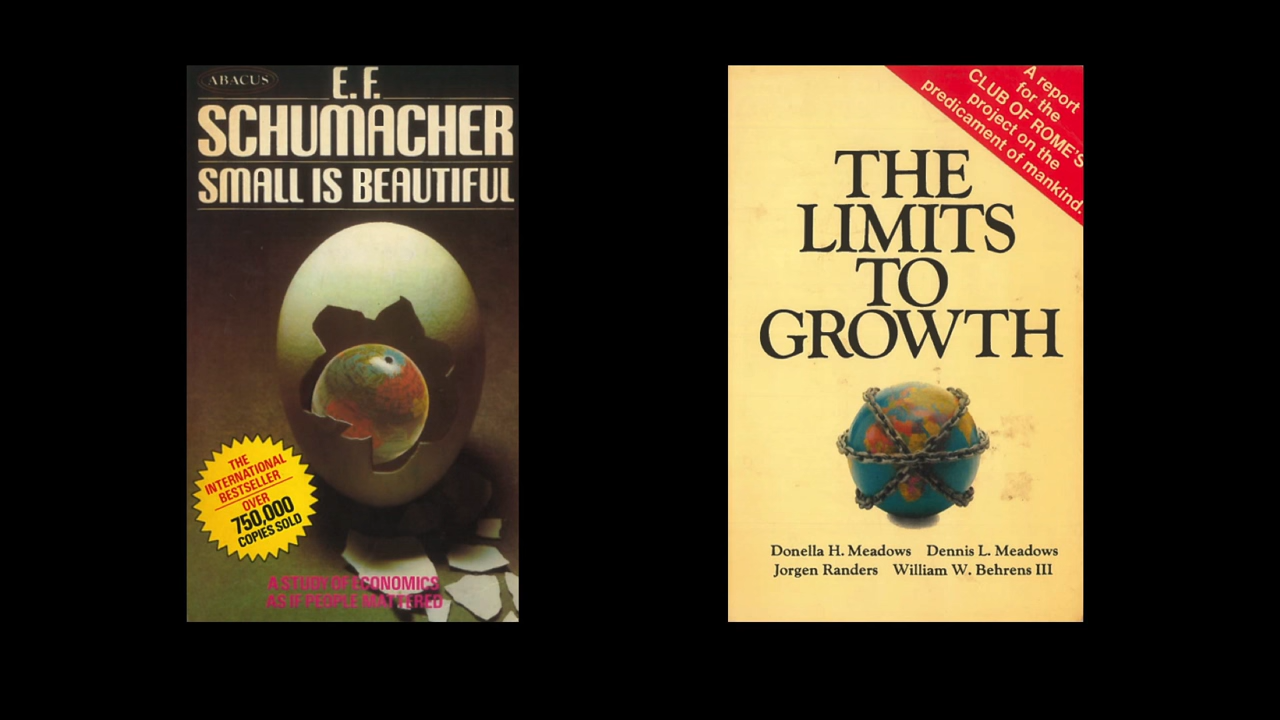 ABACUS
E. F.
SCHUMACHER
SMALL IS BEAUTIFUL
THE
INTERNATIONAL
BESTSELLER
OVER
750,000
COPIES SOLD
A STUDY OF ECONOMICS
AS IF PEOPLE MATTERED
A report
for the
CLUB OF ROME'S
project on the
predicament of mankind.
THE
LIMITS
TO
GROWTH
Donella H. Meadows Dennis L. Meadows
Jorgen Randers William W. Behrens III